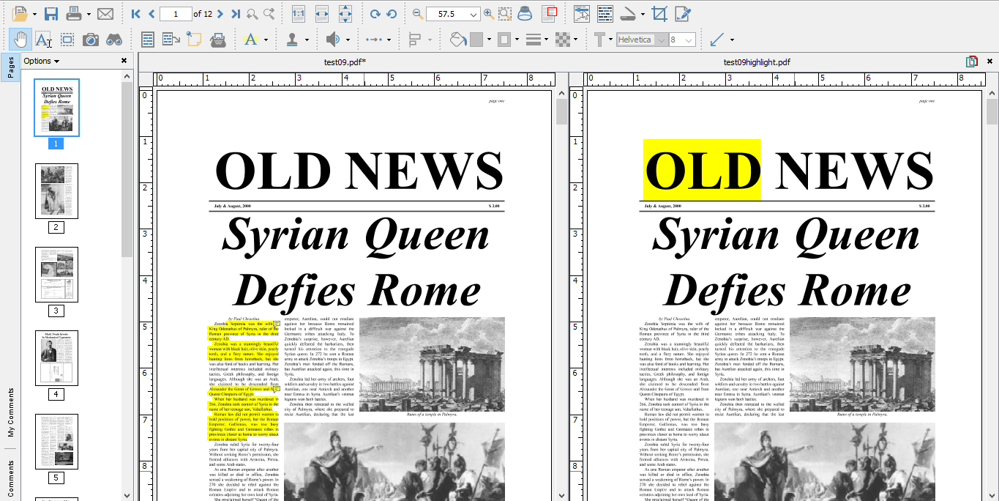 1 of 12
1:1
57.5
Helvetica 8
Pages
Options
test09.pdf*
test09highlight.pdf
0 1 2 3 4 5 6 7 8
0 1 2 3 4 5 6 7 8
0
1
2
3
4
5
6
7
8
0
1
2
3
4
5
6
7
8
OLD NEWS
Syrian Queen
Defies Rome
1
2
3
4
5
My Comments
Comments
page one
OLD NEWS
July & August, 2000 $ 3.00
Syrian Queen
Defies Rome
by Paul Chrastina
Zenobia Septimia was the wife of
King Odenathus of Palmyra, ruler of the
Roman province of Syria in the third
century AD.
Zenobia was a stunningly beautiful
woman with black hair, olive skin, pearly
teeth, and a fiery nature. She enjoyed
hunting lions from horseback, but she
was also fond of books and learning. Her
intellectual interests included military
tactics, Greek philosophy, and foreign
languages. Although she was an Arab,
she claimed to be descended from
Alexander the Great of Greece and from
Queen Cleopatra of Egypt.
When her husband was murdered in
266, Zenobia took control of Syria in the
name of her teenage son, Vaballathus.
Roman law did not permit women to
hold positions of power, but the Roman
Emperor, Gallienus, was too busy
fighting Gothic and Germanic tribes in
provinces closer to home to worry about
events in distant Syria.
Zenobia ruled Syria for twenty-four
years from her capital city of Palmyra.
Without seeking Rome's permission, she
formed alliances with Armenia, Persia,
and some Arab states.
As one Roman emperor after another
was killed or died in office, Zenobia
sensed a weakening of Rome's power. In
270 she decided to rebel against the
Roman Empire and to attack Roman
colonies adjoining her own land in Syria.
She proclaimed herself "Queen of the
emperor, Aurelian, could not retaliate
against her because Rome remained
locked in a difficult war against the
Germanic tribes attacking Italy. To
Zenobia's surprise, however, Aurelian
quickly defeated the barbarians, then
turned his attention to the renegade
Syrian queen. In 272 he sent a Roman
army to attack Zenobia's troops in Egypt.
Zenobia's men fended off the Romans,
but Aurelian attacked again, this time in
Syria.
Zenobia led her army of archers, foot
soldiers and cavalry in two battles against
Aurelian, one near Antioch and another
near Emesa in Syria. Aurelian's veteran
legions won both battles.
Zenobia then retreated to the walled
city of Palmyra, where she prepared to
resist Aurelian, declaring that the last
Ruins of a temple in Palmyra.
page one
OLD NEWS
July & August, 2000 $ 3.00
Syrian Queen
Defies Rome
by Paul Chrastina
Zenobia Septimia was the wife of
King Odenathus of Palmyra, ruler of the
Roman province of Syria in the third
century AD.
Zenobia was a stunningly beautiful
woman with black hair, olive skin, pearly
teeth, and a fiery nature. She enjoyed
hunting lions from horseback, but she
was also fond of books and learning. Her
intellectual interests included military
tactics, Greek philosophy, and foreign
languages. Although she was an Arab,
she claimed to be descended from
Alexander the Great of Greece and from
Queen Cleopatra of Egypt.
When her husband was murdered in
266, Zenobia took control of Syria in the
name of her teenage son, Vaballathus.
Roman law did not permit women to
hold positions of power, but the Roman
Emperor, Gallienus, was too busy
fighting Gothic and Germanic tribes in
provinces closer to home to worry about
events in distant Syria.
Zenobia ruled Syria for twenty-four
years from her capital city of Palmyra.
Without seeking Rome's permission, she
formed alliances with Armenia, Persia,
and some Arab states.
As one Roman emperor after another
was killed or died in office, Zenobia
sensed a weakening of Rome's power. In
270 she decided to rebel against the
Roman Empire and to attack Roman
colonies adjoining her own land in Syria.
She proclaimed herself "Queen of the
emperor, Aurelian, could not retaliate
against her because Rome remained
locked in a difficult war against the
Germanic tribes attacking Italy. To
Zenobia's surprise, however, Aurelian
quickly defeated the barbarians, then
turned his attention to the renegade
Syrian queen. In 272 he sent a Roman
army to attack Zenobia's troops in Egypt.
Zenobia's men fended off the Romans,
but Aurelian attacked again, this time in
Syria.
Zenobia led her army of archers, foot
soldiers and cavalry in two battles against
Aurelian, one near Antioch and another
near Emesa in Syria. Aurelian's veteran
legions won both battles.
Zenobia then retreated to the walled
city of Palmyra, where she prepared to
resist Aurelian, declaring that the last
Ruins of a temple in Palmyra.